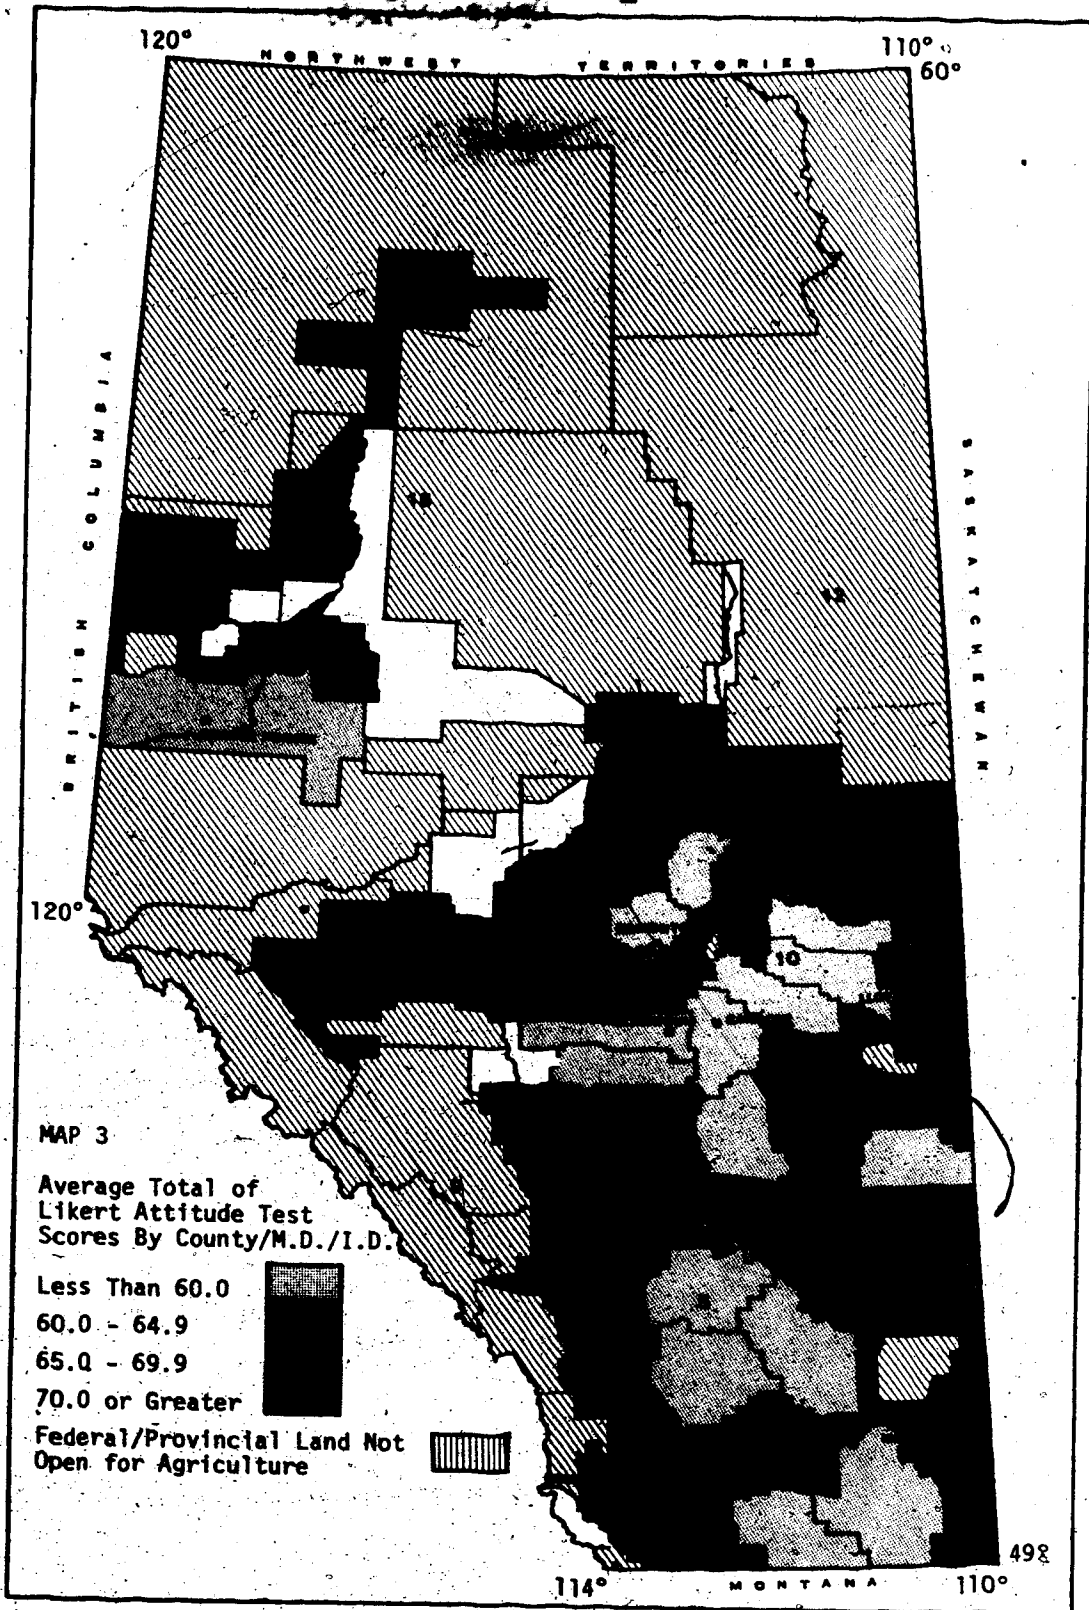 120°
110°
NORTHWEST TERRITORIES
60°
BRITISH COLUMBIA
SASKATCHEWAN
120°
10
MAP 3
Average Total of
Likert Attitude Test
Scores By County/M.D./I.D.
Less Than 60.0
60.0 - 64.9
65.0 - 69.9
70.0 or Greater
Federal/Provincial Land Not
Open for Agriculture
114°
MONTANA
110°